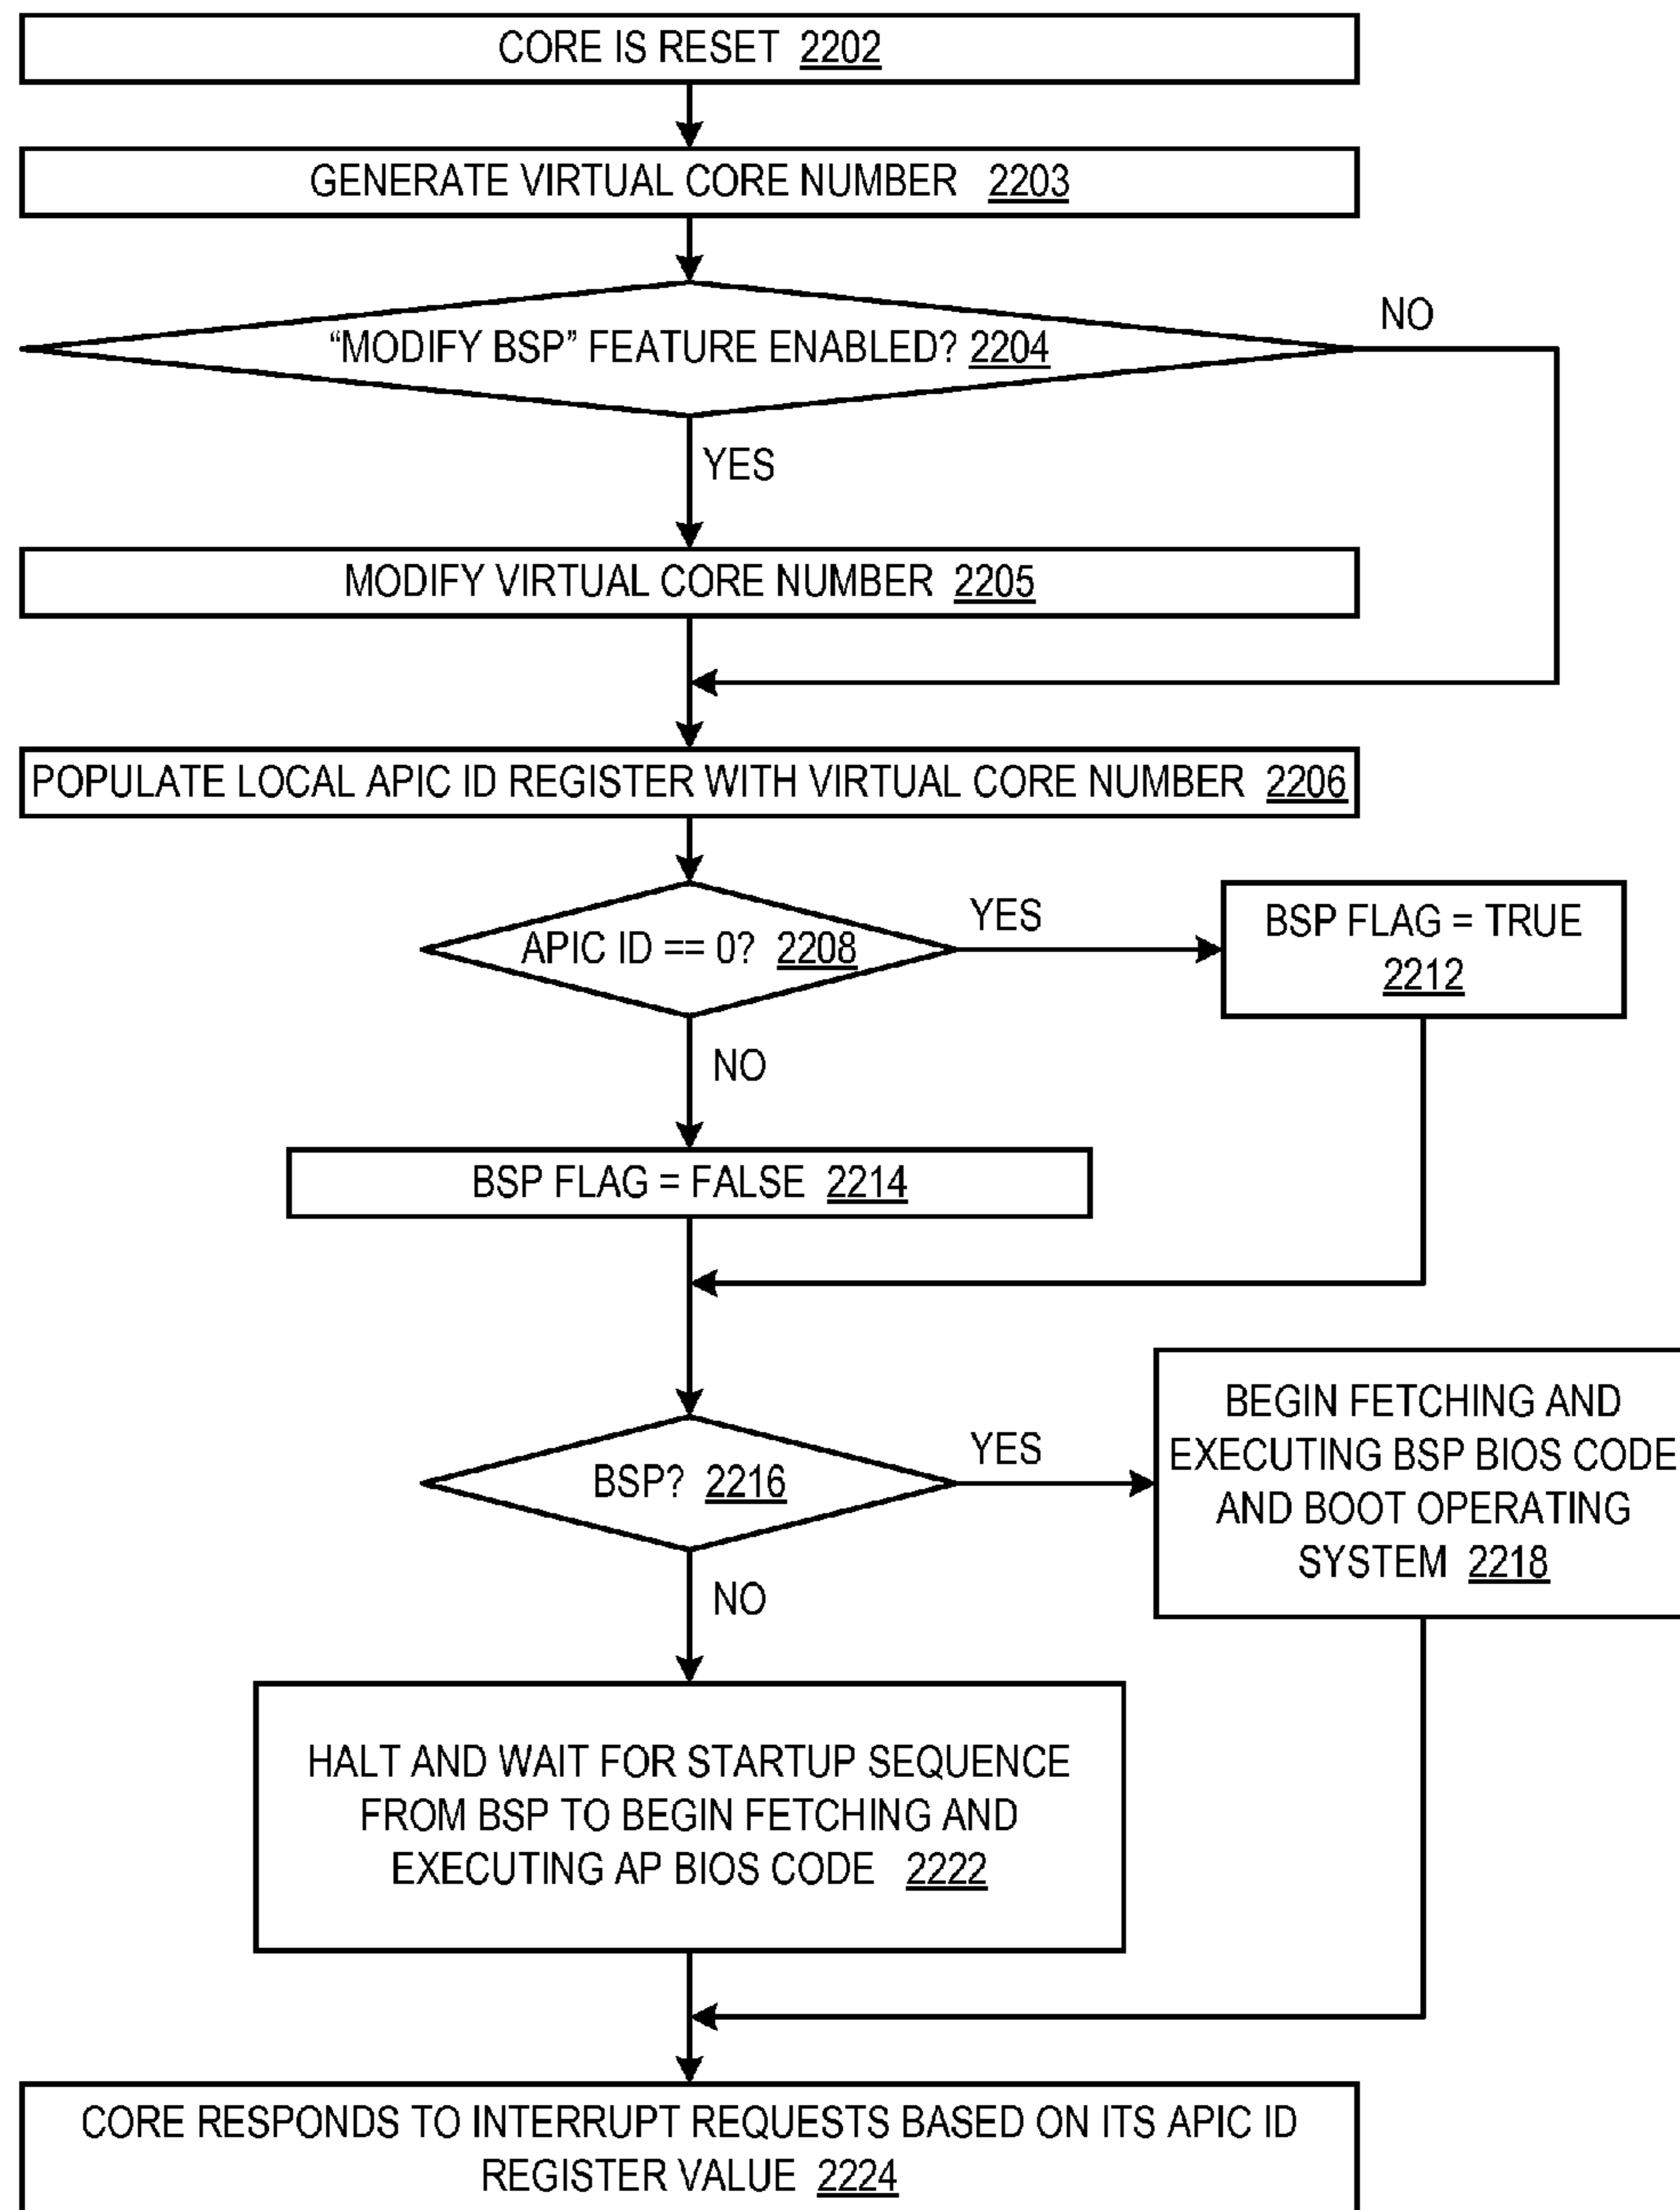 CORE IS RESET 2202
GENERATE VIRTUAL CORE NUMBER 2203
“MODIFY BSP” FEATURE ENABLED? 2204
NO
YES
MODIFY VIRTUAL CORE NUMBER 2205
POPULATE LOCAL APIC ID REGISTER WITH VIRTUAL CORE NUMBER 2206
APIC ID == 0? 2208
YES
BSP FLAG = TRUE
2212
NO
BSP FLAG = FALSE 2214
BSP? 2216
YES
BEGIN FETCHING AND
EXECUTING BSP BIOS CODE
AND BOOT OPERATING
SYSTEM 2218
NO
HALT AND WAIT FOR STARTUP SEQUENCE
FROM BSP TO BEGIN FETCHING AND
EXECUTING AP BIOS CODE 2222
CORE RESPONDS TO INTERRUPT REQUESTS BASED ON ITS APIC ID
REGISTER VALUE 2224